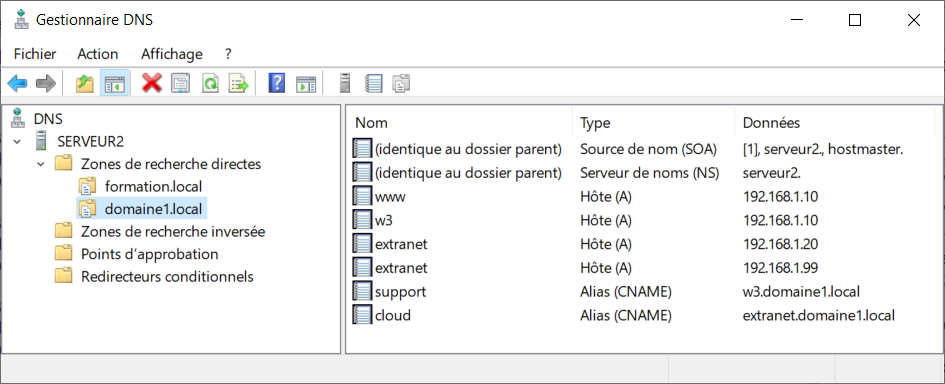 Gestionnaire DNS
Fichier Action Affichage ?
DNS
SERVEUR2
Zones de recherche directes
formation.local
domaine1.local
Zones de recherche inversée
Points d'approbation
Redirecteurs conditionnels
Nom Type Données
(identique au dossier parent) Source de nom (SOA) [1], serveur2., hostmaster.
(identique au dossier parent) Serveur de noms (NS) serveur2.
www Hôte (A) 192.168.1.10
w3 Hôte (A) 192.168.1.10
extranet Hôte (A) 192.168.1.20
extranet Hôte (A) 192.168.1.99
support Alias (CNAME) w3.domaine1.local
cloud Alias (CNAME) extranet.domaine1.local